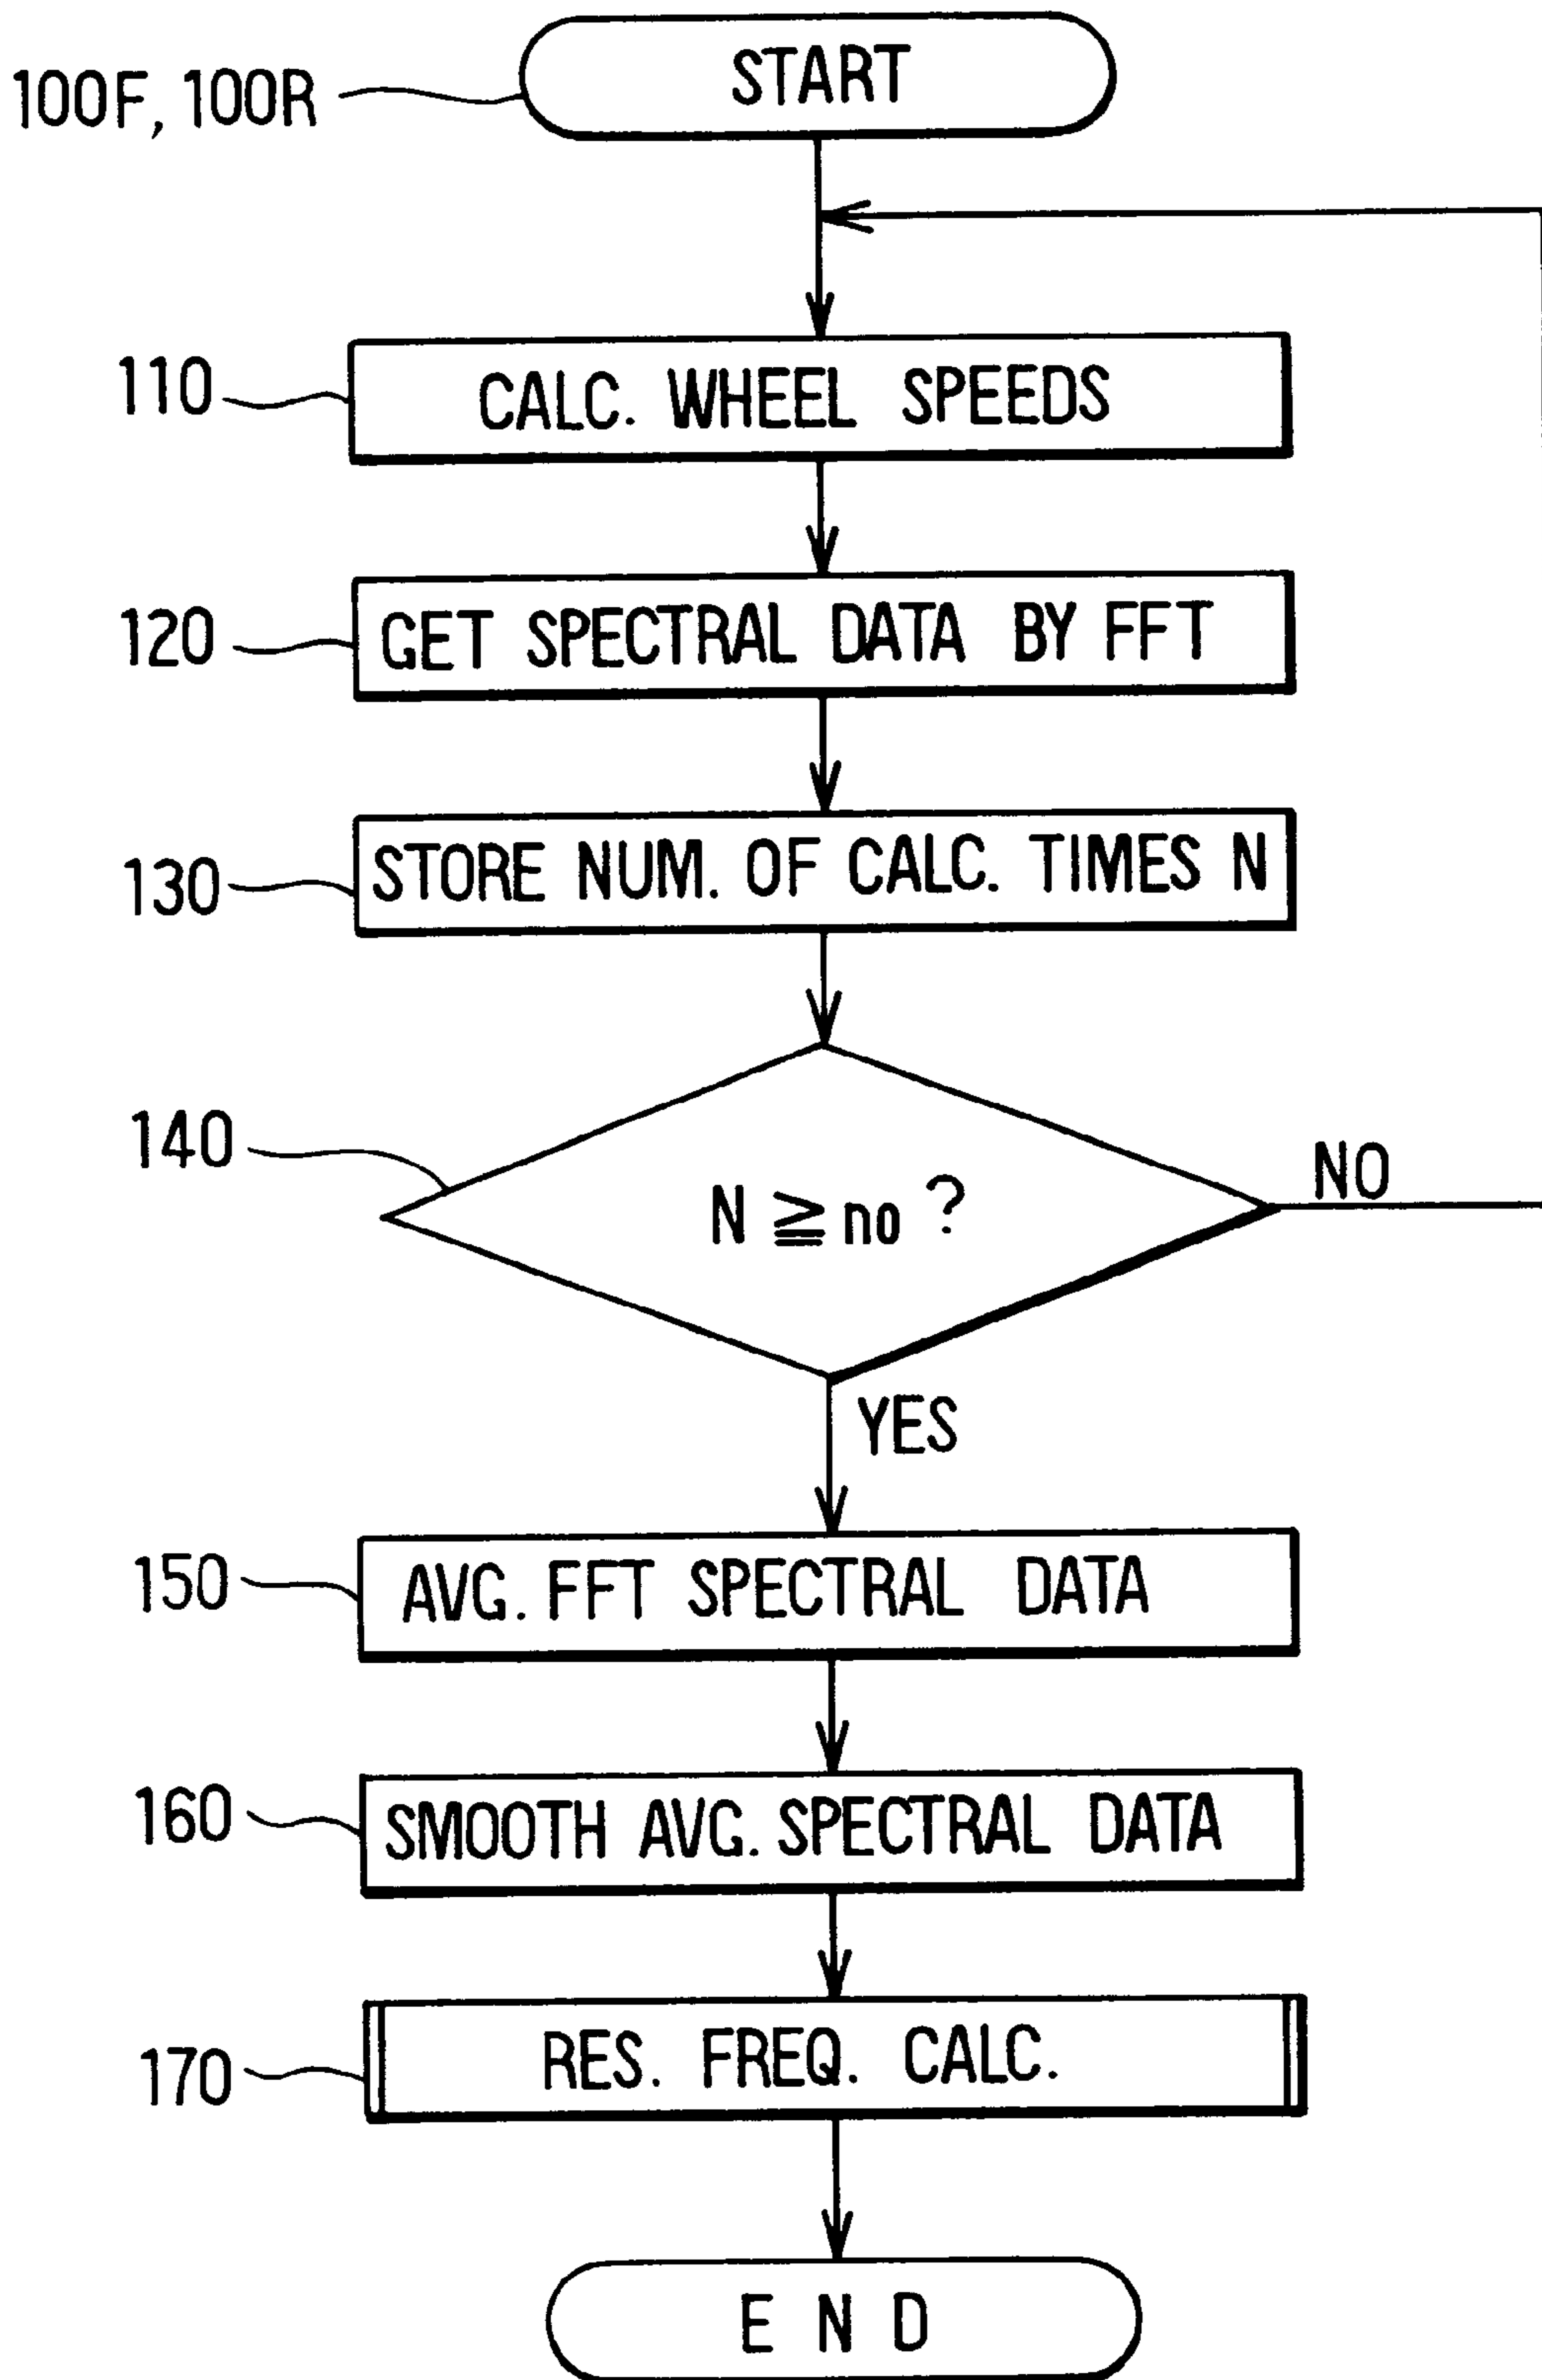 START
100F, 100R
110
CALC. WHEEL SPEEDS
120
GET SPECTRAL DATA BY FFT
130
STORE NUM. OF CALC. TIMES N
140
N ≧ no ?
NO
YES
150
AVG. FFT SPECTRAL DATA
160
SMOOTH AVG. SPECTRAL DATA
170
RES. FREQ. CALC.
END